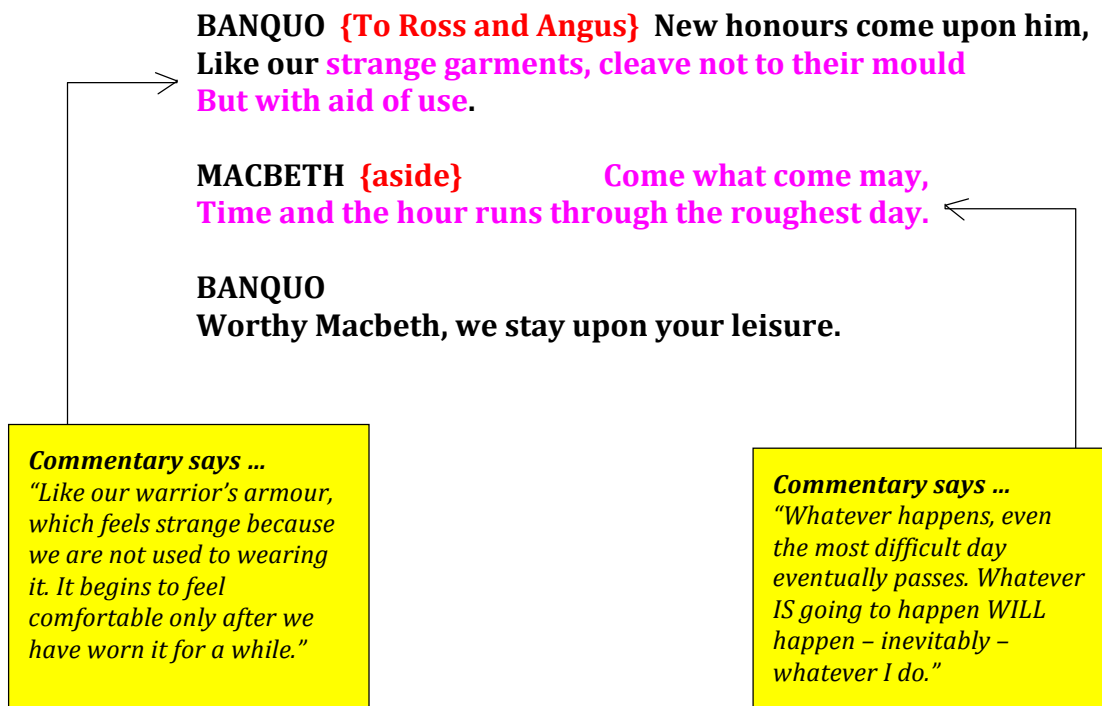 BANQUO {To Ross and Angus} New honours come upon him,
Like our strange garments, cleave not to their mould
But with aid of use.
MACBETH {aside} Come what come may,
Time and the hour runs through the roughest day.
BANQUO
Worthy Macbeth, we stay upon your leisure.
Commentary says …
“Like our warrior’s armour,
which feels strange because
we are not used to wearing
it. It begins to feel
comfortable only after we
have worn it for a while.”
Commentary says …
“Whatever happens, even
the most difficult day
eventually passes. Whatever
IS going to happen WILL
happen – inevitably –
whatever I do.”